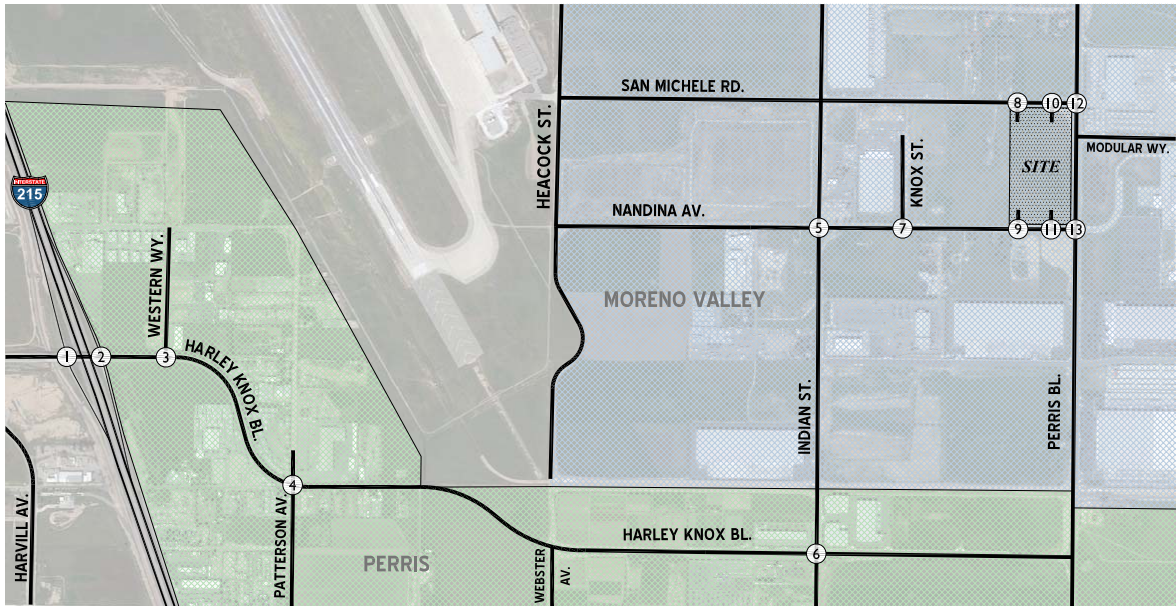 SAN MICHELE RD.
8
10
12
MODULAR WY.
SITE
HEACOCK ST.
KNOX ST.
INTERSTATE
215
NANDINA AV.
5
7
9
11
13
WESTERN WY.
MORENO VALLEY
1
2
3
HARLEY KNOX BL.
INDIAN ST.
PERRIS BL.
4
HARVILL AV.
PATTERSON AV.
PERRIS
HARLEY KNOX BL.
WEBSTER
AV.
6